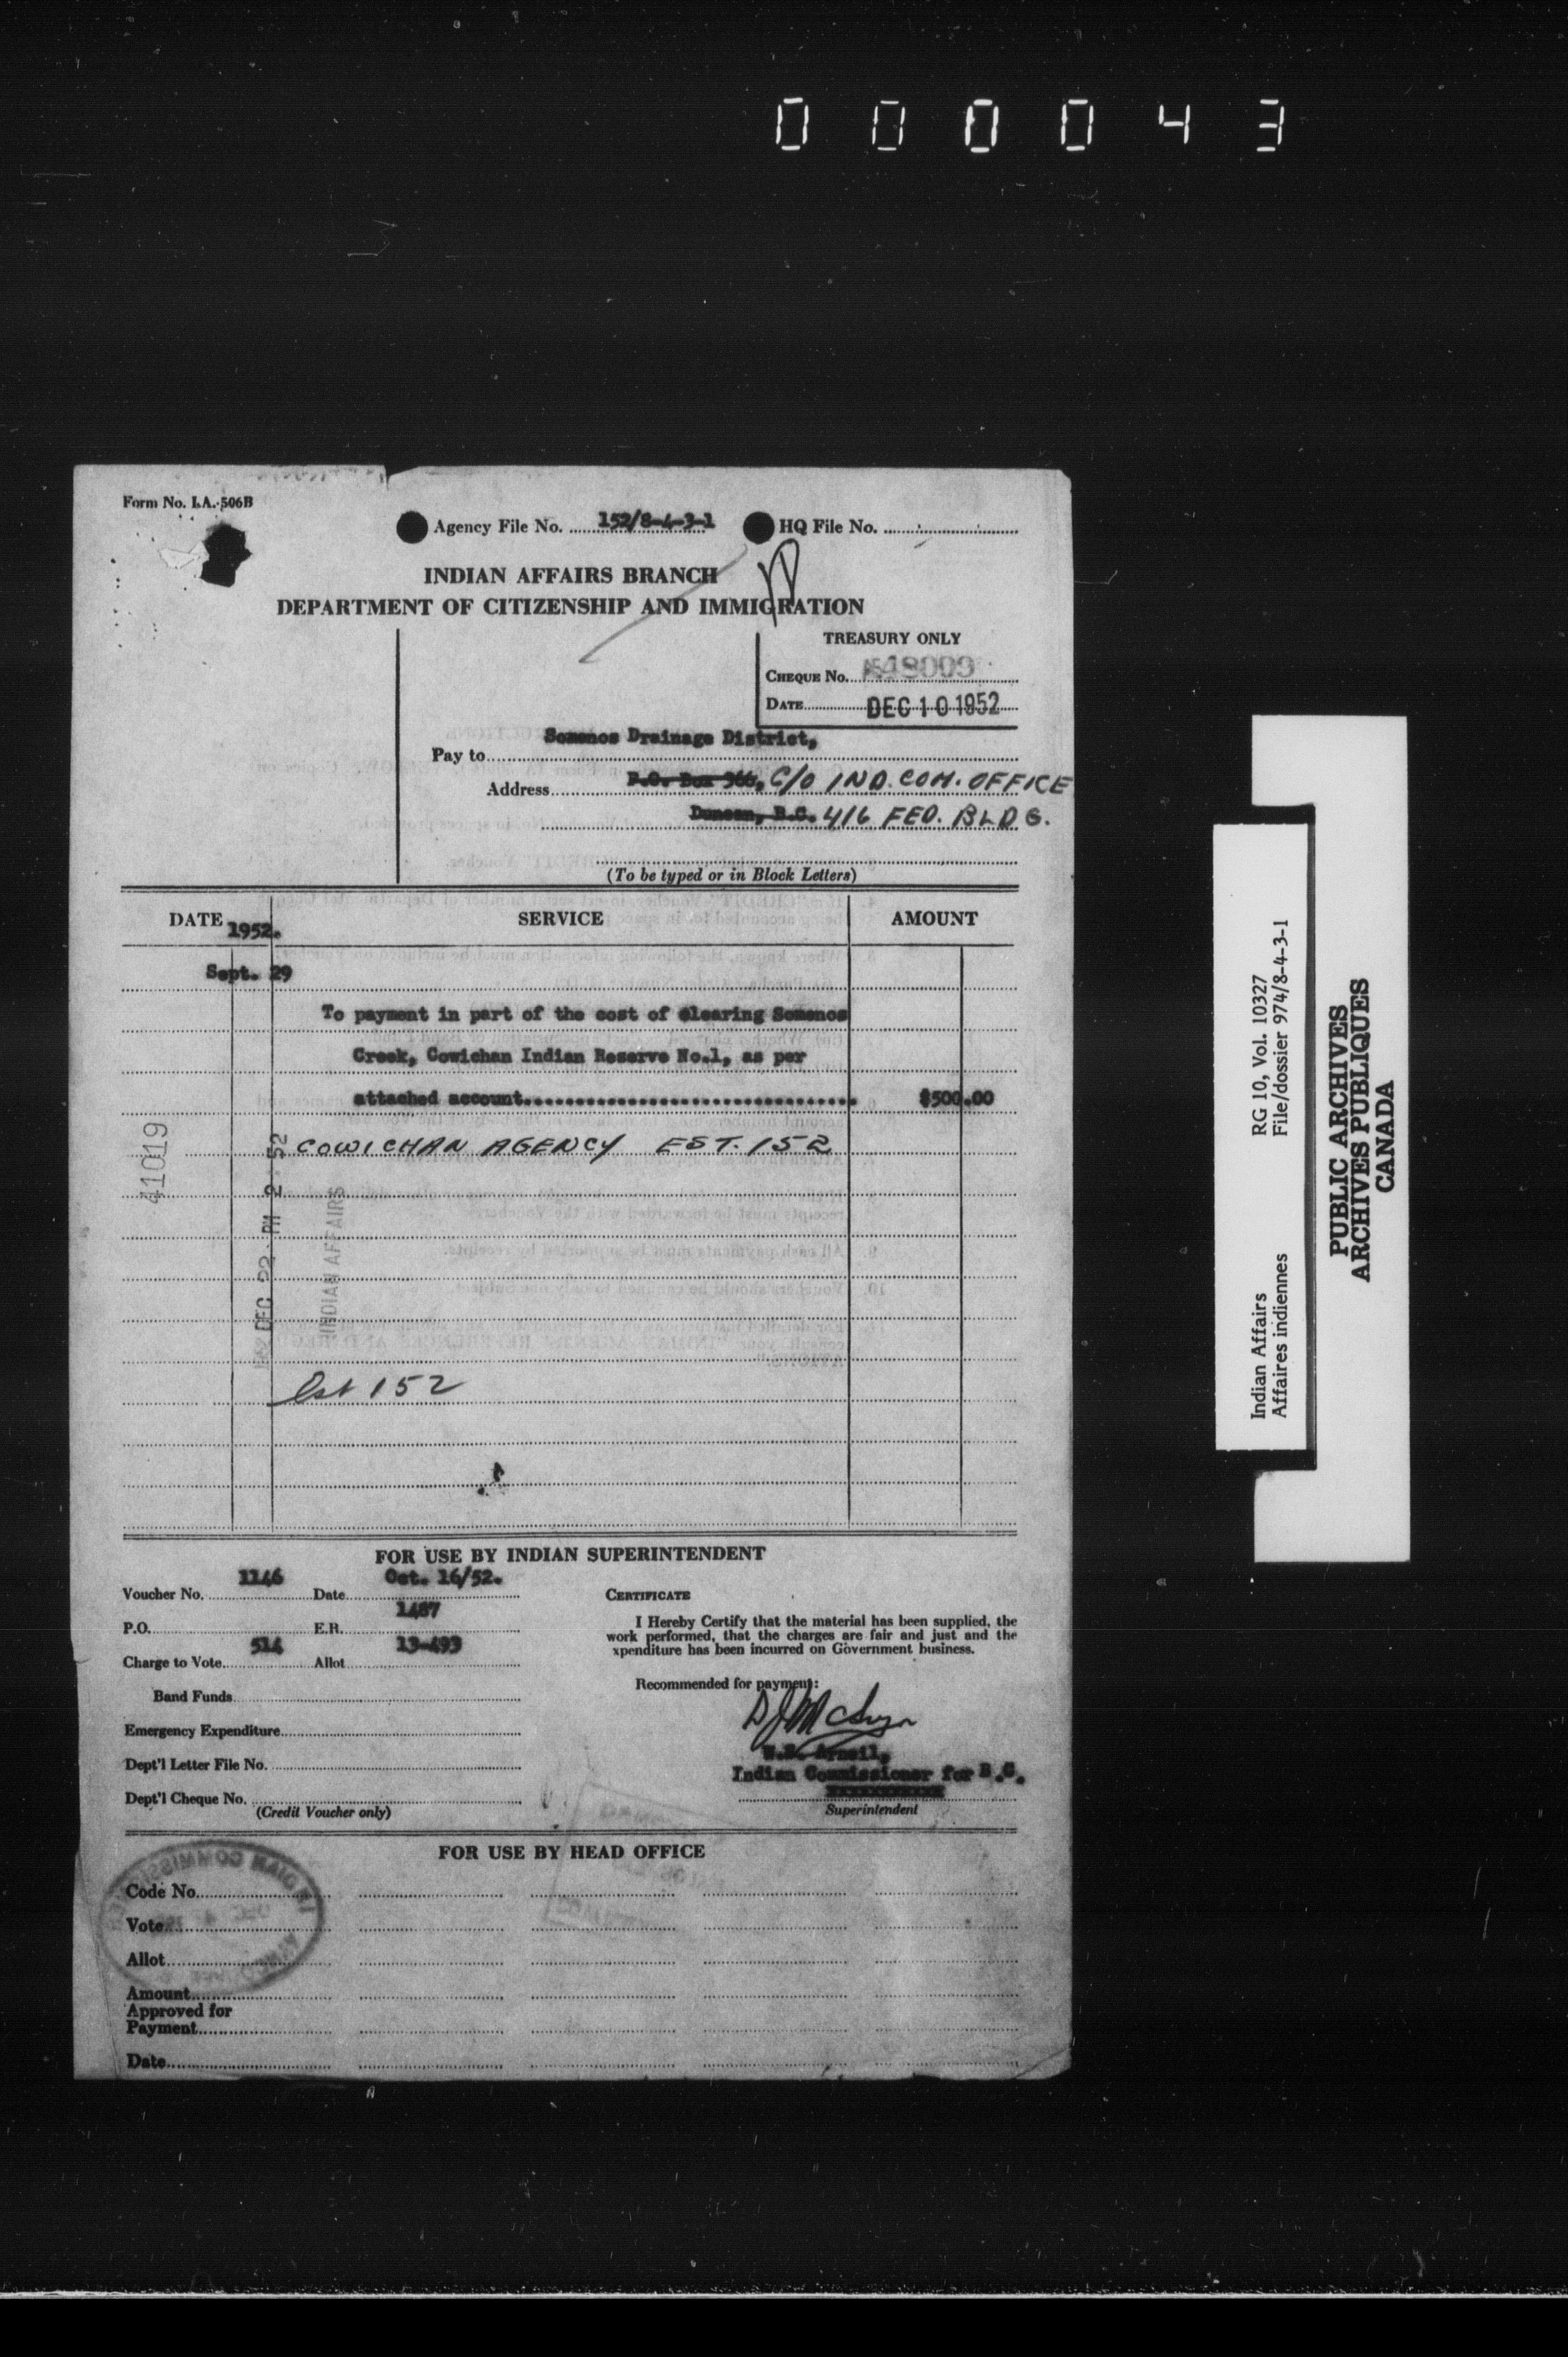 000043
Form No. I.A.-506B
Agency File No. 152/8-4-3-1 HQ File No.
INDIAN AFFAIRS BRANCH
DEPARTMENT OF CITIZENSHIP AND IMMIGRATION
TREASURY ONLY
CHEQUE No.
DATE DEC 10 1952
Pay to Somenos Drainage District,
Address P.O. Box 366, C/O IND. COM. OFFICE
Duncan, B.C. 416 FED. BLDG.
(To be typed or in Block Letters)
DATE 1952. SERVICE AMOUNT
Sept. 29
To payment in part of the cost of clearing Somenos
Creek, Cowichan Indian Reserve No.1, as per
attached account................................ $500.00
COWICHAN AGENCY EST. 152
41019
DEC 22 PM 2 52
INDIAN AFFAIRS
Est 152
FOR USE BY INDIAN SUPERINTENDENT
Voucher No. 1146 Date Oct. 16/52.
P.O. E.R. 1487
Charge to Vote 514 Allot 13-493
Band Funds
Emergency Expenditure
Dept'l Letter File No.
Dept'l Cheque No.
(Credit Voucher only)
CERTIFICATE
I Hereby Certify that the material has been supplied, the
work performed, that the charges are fair and just and the
xpenditure has been incurred on Government business.
Recommended for payment:
W.S. Arneil,
Indian Commissioner for B.C.
Superintendent
FOR USE BY HEAD OFFICE
Code No.
Vote
Allot
Amount
Approved for
Payment
Date
Indian Affairs RG 10, Vol. 10327
Affaires indiennes File/dossier 974/8-4-3-1
PUBLIC ARCHIVES
ARCHIVES PUBLIQUES
CANADA